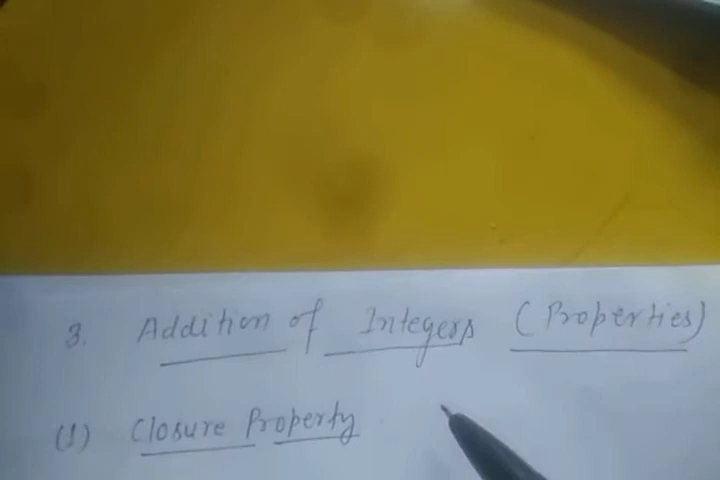 3. Addition of Integers (Properties)
(1) Closure Property